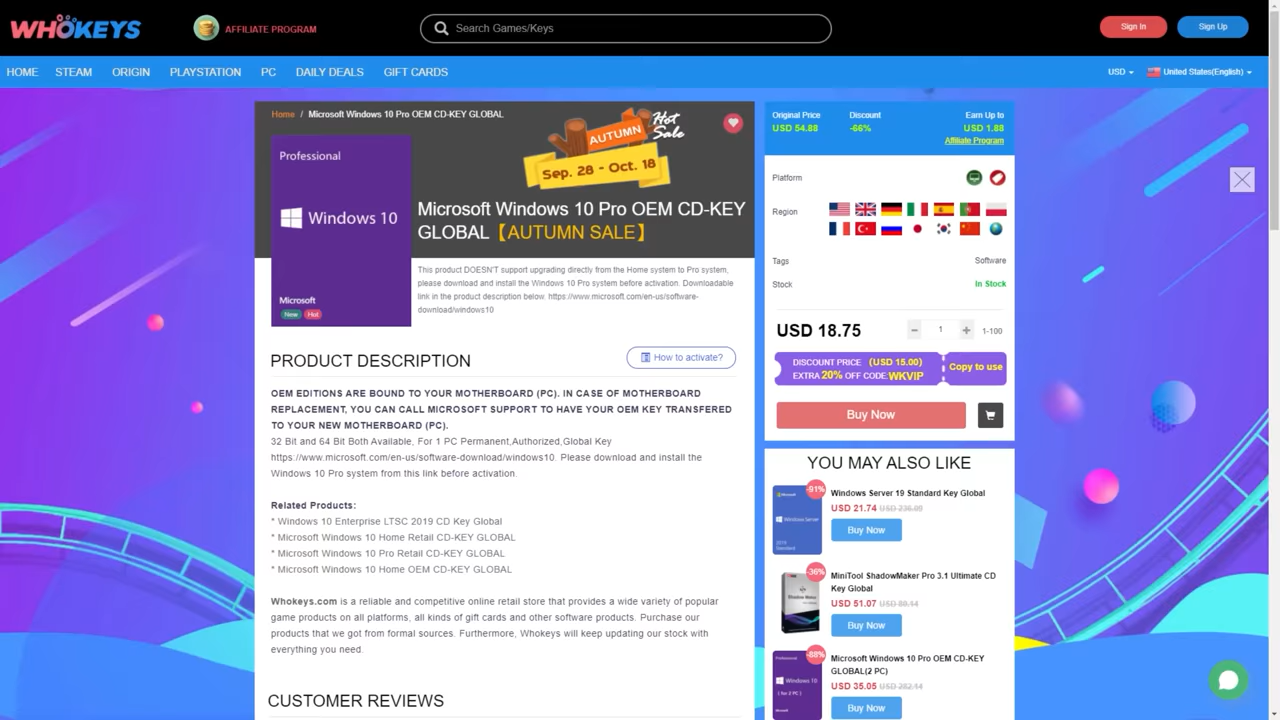 WHOKEYS
AFFILIATE PROGRAM
Search Games/Keys
Sign In
Sign Up
HOME
STEAM
ORIGIN
PLAYSTATION
PC
DAILY DEALS
GIFT CARDS
USD
United States(English)
Home / Microsoft Windows 10 Pro OEM CD-KEY GLOBAL
AUTUMN
Hot
Sale
Sep. 28 - Oct. 18
Professional
Windows 10
Microsoft
New
Hot
Microsoft Windows 10 Pro OEM CD-KEY
GLOBAL【AUTUMN SALE】
This product DOESN'T support upgrading directly from the Home system to Pro system,
please download and install the Windows 10 Pro system before activation. Downloadable
link in the product description below. https://www.microsoft.com/en-us/software-
download/windows10
PRODUCT DESCRIPTION
How to activate?
OEM EDITIONS ARE BOUND TO YOUR MOTHERBOARD (PC). IN CASE OF MOTHERBOARD
REPLACEMENT, YOU CAN CALL MICROSOFT SUPPORT TO HAVE YOUR OEM KEY TRANSFERED
TO YOUR NEW MOTHERBOARD (PC).
32 Bit and 64 Bit Both Available, For 1 PC Permanent,Authorized,Global Key
https://www.microsoft.com/en-us/software-download/windows10. Please download and install the
Windows 10 Pro system from this link before activation.
Related Products:
* Windows 10 Enterprise LTSC 2019 CD Key Global
* Microsoft Windows 10 Home Retail CD-KEY GLOBAL
* Microsoft Windows 10 Pro Retail CD-KEY GLOBAL
* Microsoft Windows 10 Home OEM CD-KEY GLOBAL
Whokeys.com is a reliable and competitive online retail store that provides a wide variety of popular
game products on all platforms, all kinds of gift cards and other software products. Purchase our
products that we got from formal sources. Furthermore, Whokeys will keep updating our stock with
everything you need.
CUSTOMER REVIEWS
Original Price
Discount
Earn Up to
USD 54.88
-66%
USD 1.88
Affiliate Program
Platform
Region
Tags
Software
Stock
In Stock
USD 18.75
1
1-100
DISCOUNT PRICE (USD 15.00)
EXTRA 20% OFF CODE:WKVIP
Copy to use
Buy Now
YOU MAY ALSO LIKE
-91%
Windows Server
Windows Server 19 Standard Key Global
USD 21.74
Buy Now
-36%
MiniTool ShadowMaker Pro 3.1 Ultimate CD
Key Global
USD 51.07
Buy Now
-88%
Windows 10
( for 2 PC )
Microsoft Windows 10 Pro OEM CD-KEY
GLOBAL(2 PC)
USD 35.05 USD 282.14
Buy Now